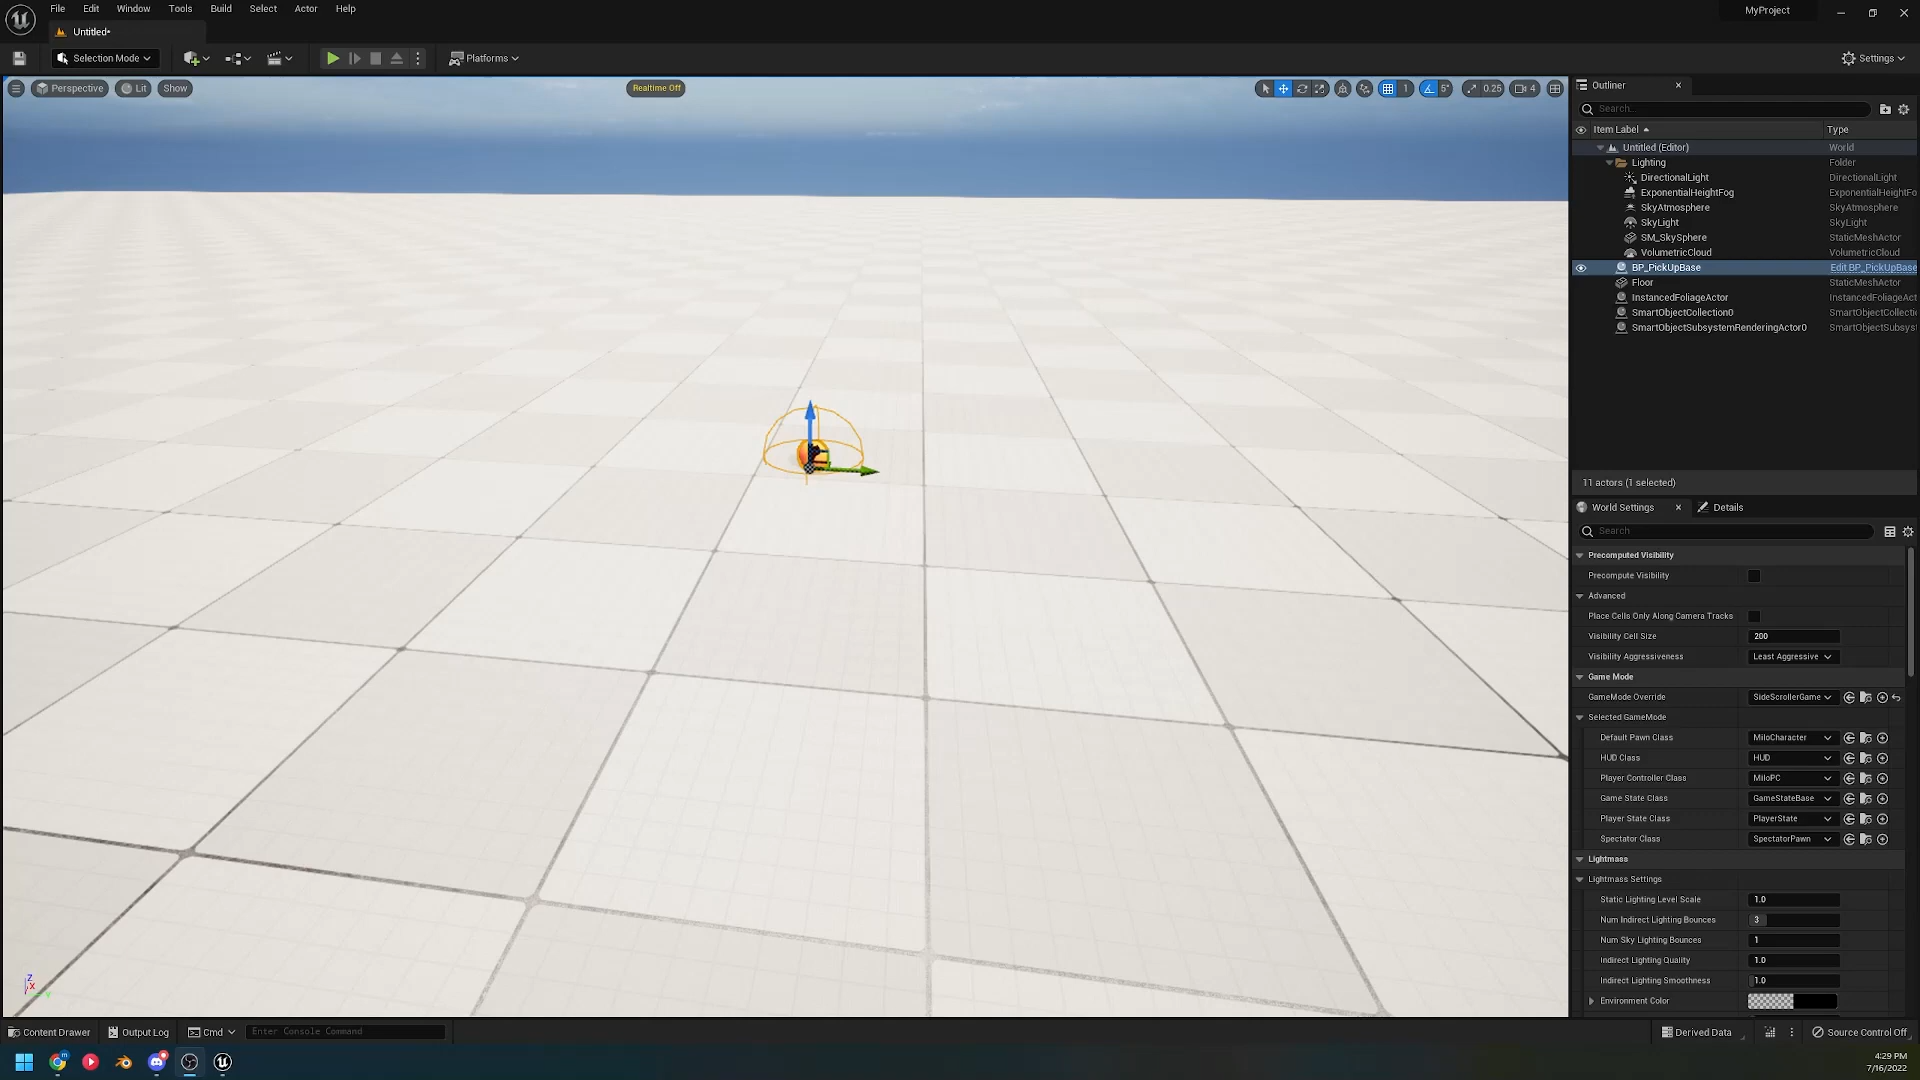 File Edit Window Tools Build Select Actor Help
MyProject
Untitled*
Selection Mode
Platforms
Settings
Perspective Lit Show
Realtime Off
1 5° 0.25 4
Outliner
Search...
Item Label Type
Untitled (Editor) World
Lighting Folder
DirectionalLight DirectionalLight
ExponentialHeightFog ExponentialHeightFo
SkyAtmosphere SkyAtmosphere
SkyLight SkyLight
SM_SkySphere StaticMeshActor
VolumetricCloud VolumetricCloud
BP_PickUpBase Edit BP_PickUpBase
Floor StaticMeshActor
InstancedFoliageActor InstancedFoliageAct
SmartObjectCollection0 SmartObjectCollecti
SmartObjectSubsystemRenderingActor0 SmartObjectSubsyst
11 actors (1 selected)
World Settings Details
Search
Precomputed Visibility
Precompute Visibility
Advanced
Place Cells Only Along Camera Tracks
Visibility Cell Size 200
Visibility Aggressiveness Least Aggressive
Game Mode
GameMode Override SideScrollerGame
Selected GameMode
Default Pawn Class MiloCharacter
HUD Class HUD
Player Controller Class MiloPC
Game State Class GameStateBase
Player State Class PlayerState
Spectator Class SpectatorPawn
Lightmass
Lightmass Settings
Static Lighting Level Scale 1.0
Num Indirect Lighting Bounces 3
Num Sky Lighting Bounces 1
Indirect Lighting Quality 1.0
Indirect Lighting Smoothness 1.0
Environment Color
Z
X
Y
Content Drawer Output Log Cmd Enter Console Command
Derived Data Source Control Off
4:29 PM
7/16/2022